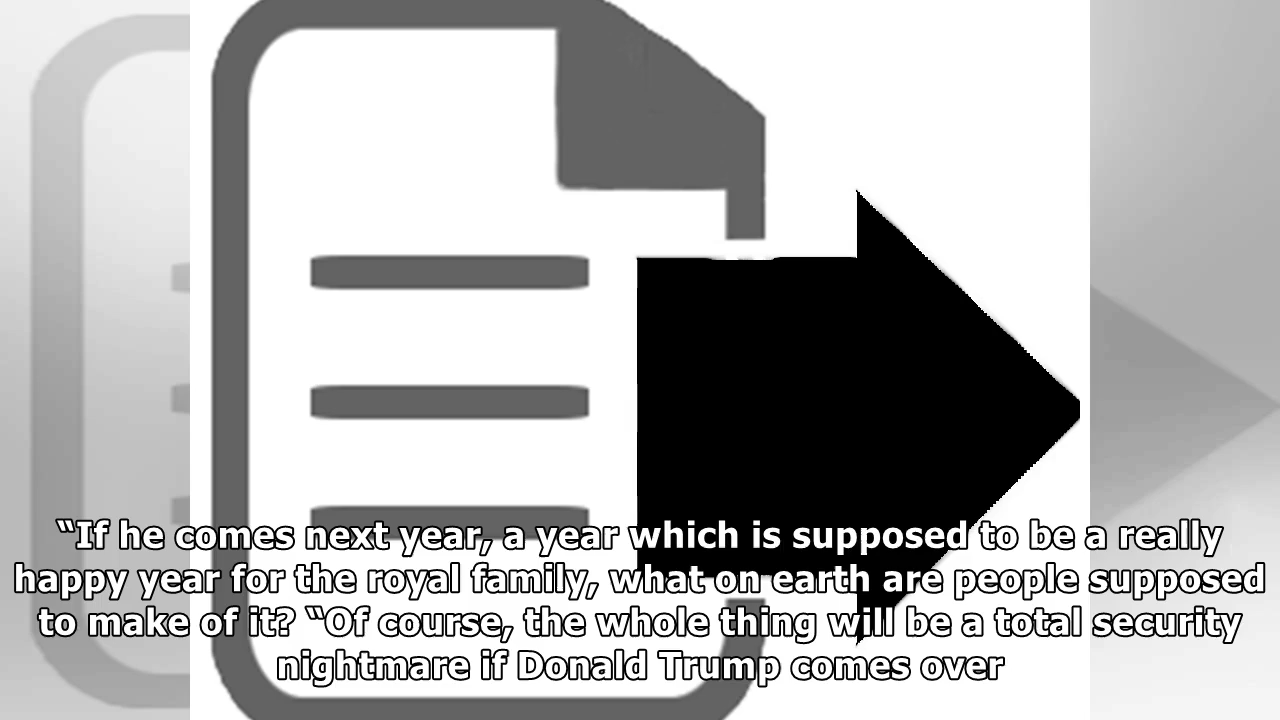 “If he comes next year, a year which is supposed to be a really
happy year for the royal family, what on earth are people supposed
to make of it? “Of course, the whole thing will be a total security
nightmare if Donald Trump comes over